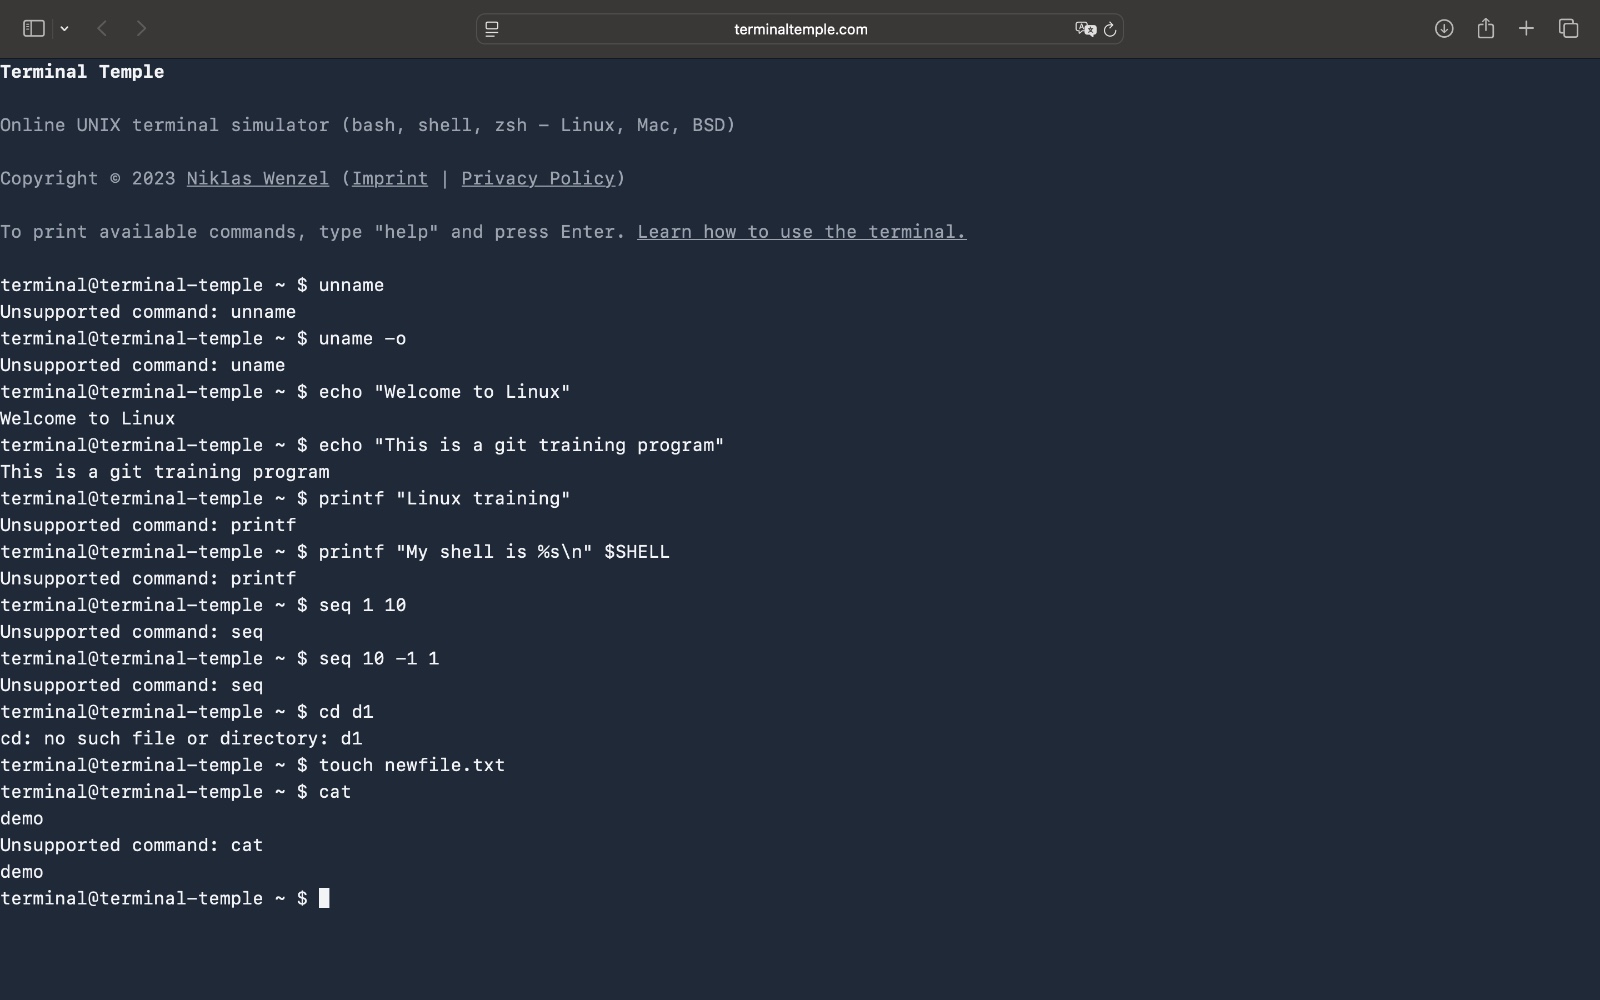 terminaltemple.com
Terminal Temple
Online UNIX terminal simulator (bash, shell, zsh – Linux, Mac, BSD)
Copyright © 2023 Niklas Wenzel (Imprint | Privacy Policy)
To print available commands, type "help" and press Enter. Learn how to use the terminal.
terminal@terminal-temple ~ $ unname
Unsupported command: unname
terminal@terminal-temple ~ $ uname -o
Unsupported command: uname
terminal@terminal-temple ~ $ echo "Welcome to Linux"
Welcome to Linux
terminal@terminal-temple ~ $ echo "This is a git training program"
This is a git training program
terminal@terminal-temple ~ $ printf "Linux training"
Unsupported command: printf
terminal@terminal-temple ~ $ printf "My shell is %s\n" $SHELL
Unsupported command: printf
terminal@terminal-temple ~ $ seq 1 10
Unsupported command: seq
terminal@terminal-temple ~ $ seq 10 -1 1
Unsupported command: seq
terminal@terminal-temple ~ $ cd d1
cd: no such file or directory: d1
terminal@terminal-temple ~ $ touch newfile.txt
terminal@terminal-temple ~ $ cat
demo
Unsupported command: cat
demo
terminal@terminal-temple ~ $